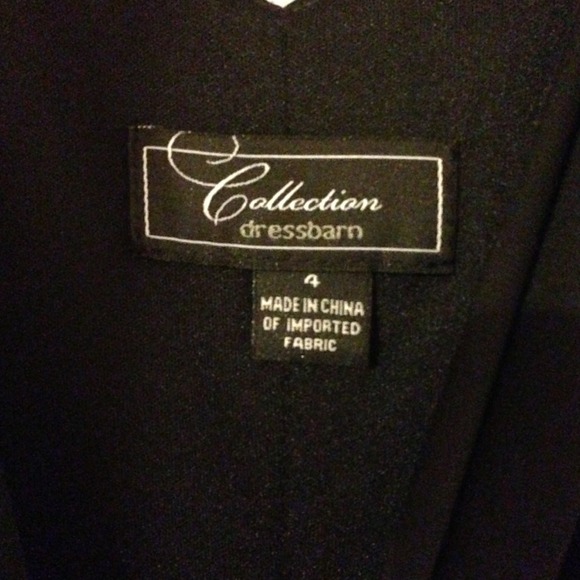 Collection
dressbarn
4
MADE IN CHINA
OF IMPORTED
FABRIC